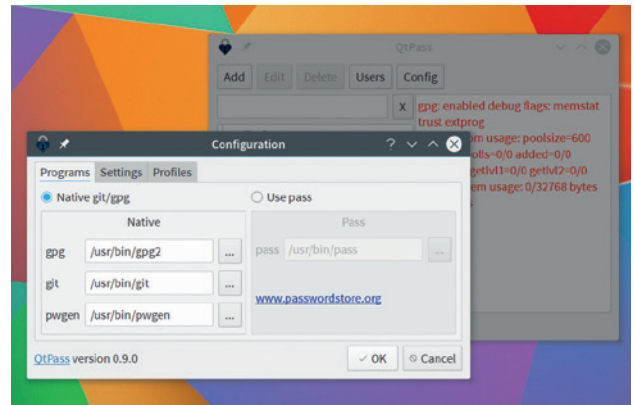 QtPass
Add Edit Delete Users Config
x gpg: enabled debug flags: memstat
trust extprog
om usage: poolsize=600
olls=0/0 added=0/0
getlvl1=0/0 getlvl2=0/0
em usage: 0/32768 bytes
Configuration ?
Programs Settings Profiles
Native git/gpg Use pass
Native Pass
gpg /usr/bin/gpg2 ... pass /usr/bin/pass ...
git /usr/bin/git ...
www.passwordstore.org
pwgen /usr/bin/pwgen ...
QtPass version 0.9.0 OK Cancel